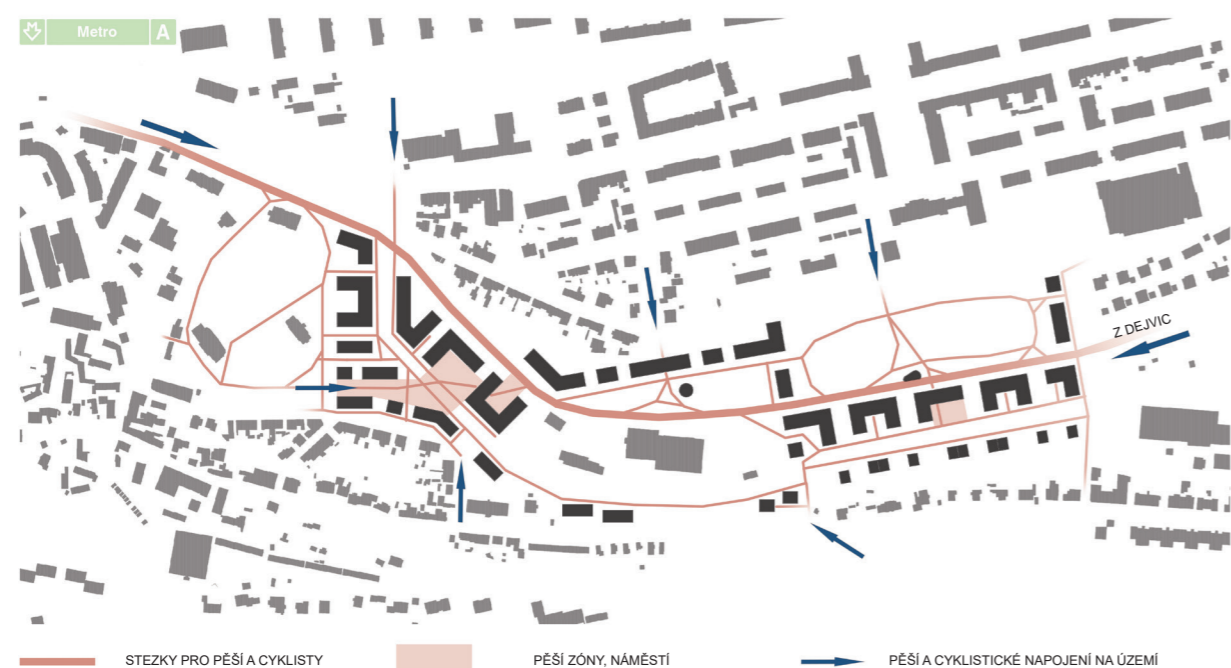 Metro A
Z DEJVIC
STEZKY PRO PĚŠÍ A CYKLISTY
PĚŠÍ ZÓNY, NÁMĚSTÍ
PĚŠÍ A CYKLISTICKÉ NAPOJENÍ NA ÚZEMÍ